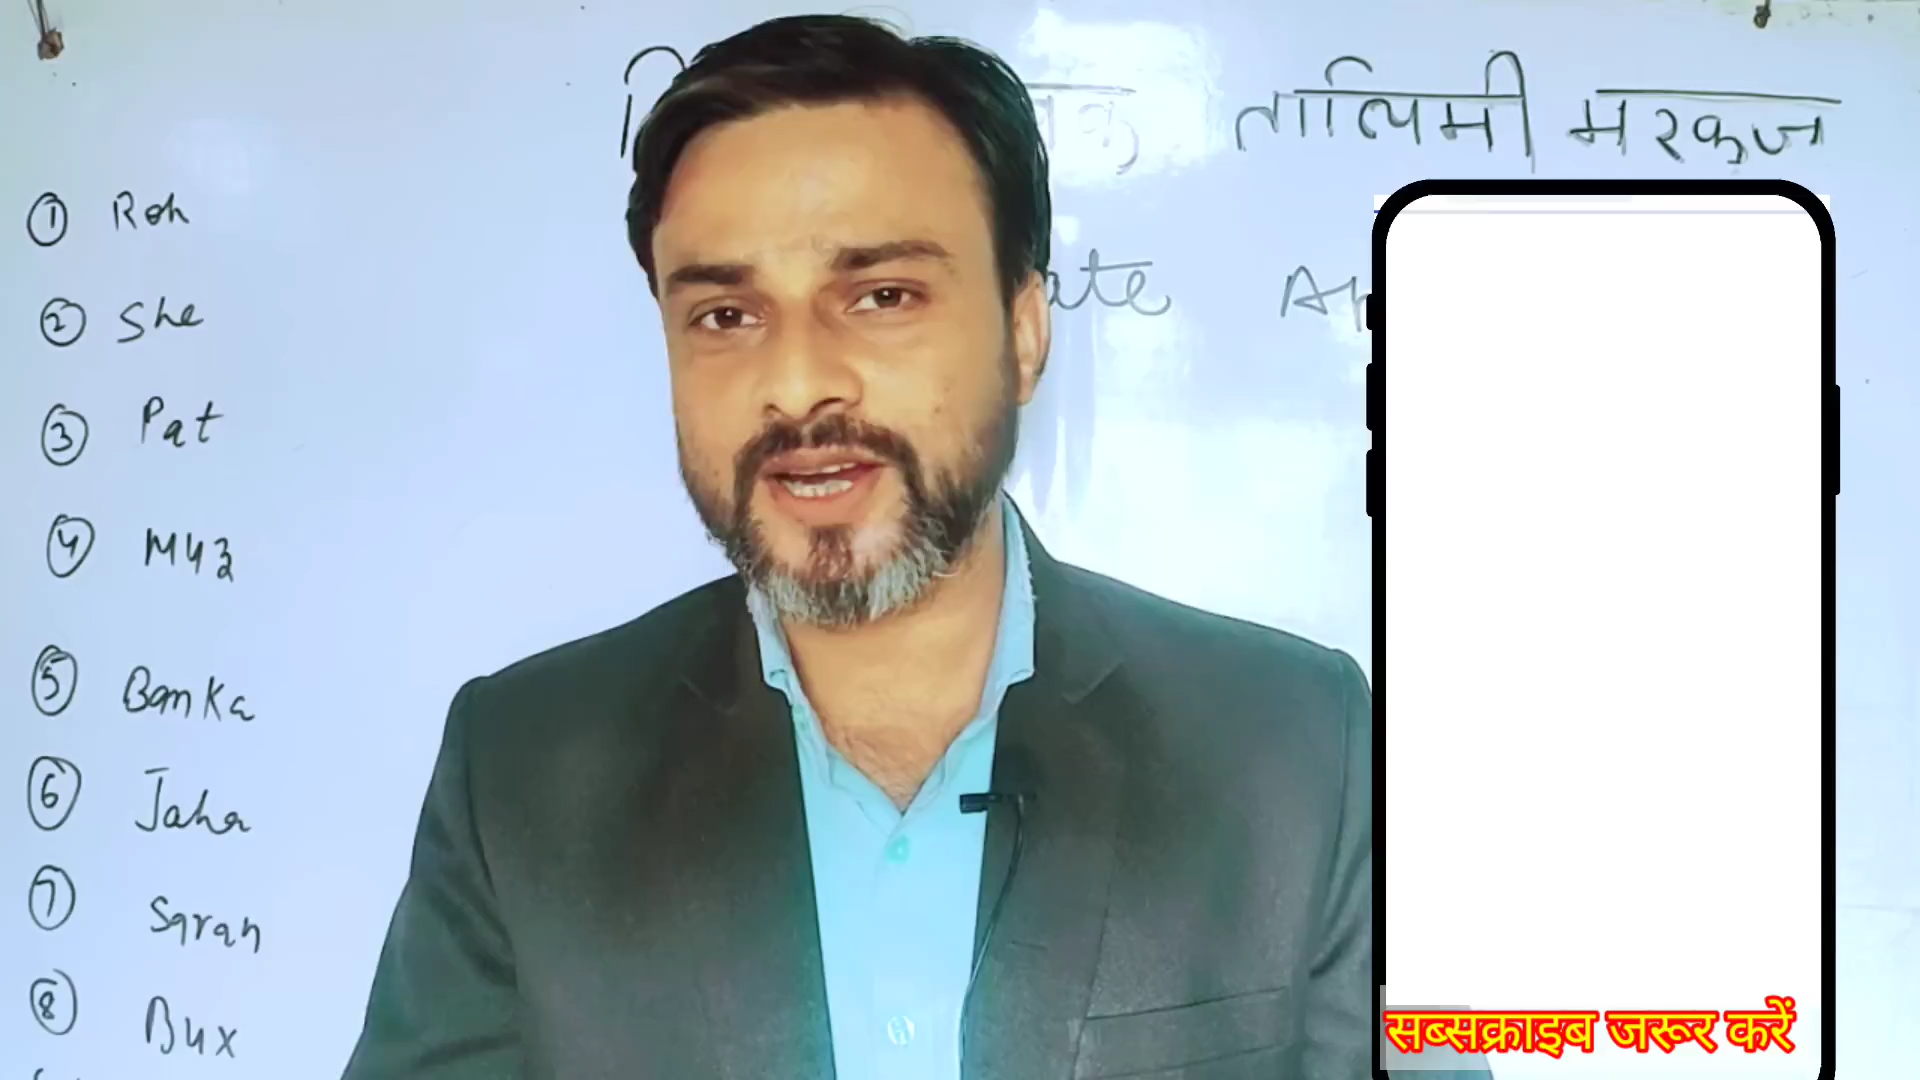 तालिमी मरकज
① Roh
② She
③ Pat
④ Muz
⑤ Banka
⑥ Jaha
⑦ Saran
⑧ Bux
सब्सक्राइब जरूर करें